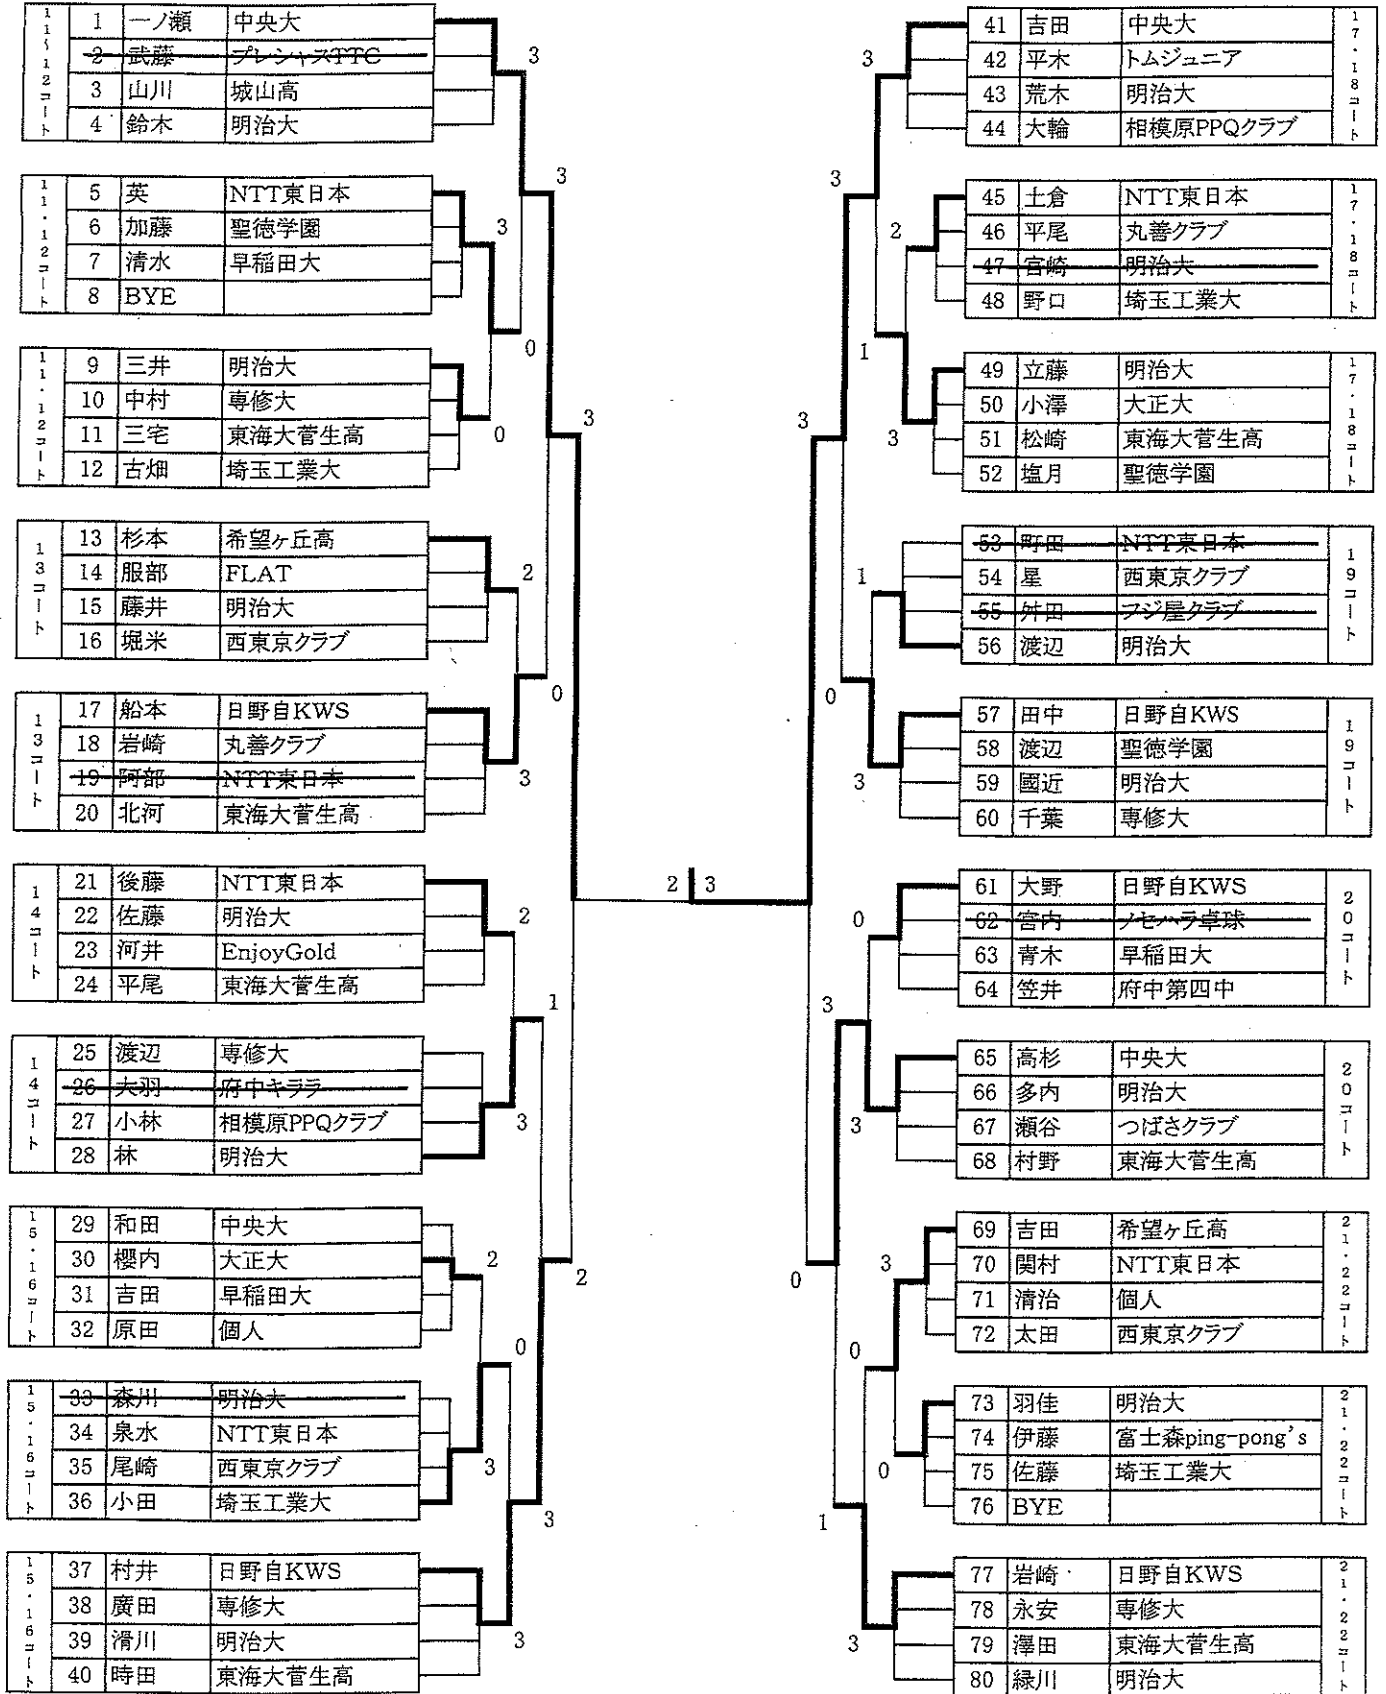 11~12コート
1 一ノ瀬 中央大
2 武藤 プレシャスTTC
3 山川 城山高
4 鈴木 明治大
11・12コート
5 英 NTT東日本
6 加藤 聖徳学園
7 清水 早稲田大
8 BYE
11・12コート
9 三井 明治大
10 中村 専修大
11 三宅 東海大菅生高
12 古畑 埼玉工業大
13コート
13 杉本 希望ヶ丘高
14 服部 FLAT
15 藤井 明治大
16 堀米 西東京クラブ
13コート
17 船本 日野自KWS
18 岩崎 丸善クラブ
19 阿部 NTT東日本
20 北河 東海大菅生高
14コート
21 後藤 NTT東日本
22 佐藤 明治大
23 河井 EnjoyGold
24 平尾 東海大菅生高
14コート
25 渡辺 専修大
26 大羽 府中キララ
27 小林 相模原PPQクラブ
28 林 明治大
15・16コート
29 和田 中央大
30 櫻内 大正大
31 吉田 早稲田大
32 原田 個人
15・16コート
33 森川 明治大
34 泉水 NTT東日本
35 尾崎 西東京クラブ
36 小田 埼玉工業大
15・16コート
37 村井 日野自KWS
38 廣田 専修大
39 滑川 明治大
40 時田 東海大菅生高
3
3
3
0
0
3
2
0
3
2
1
3
2
2
0
3
3
3
2 3
3
3
2
1
3
3
1
0
3
0
3
3
0
3
0
0
1
3
41 吉田 中央大
42 平木 トムジュニア
43 荒木 明治大
44 大輪 相模原PPQクラブ
17・18コート
45 土倉 NTT東日本
46 平尾 丸善クラブ
47 宮崎 明治大
48 野口 埼玉工業大
17・18コート
49 立藤 明治大
50 小澤 大正大
51 松崎 東海大菅生高
52 塩月 聖徳学園
17・18コート
53 町田 NTT東日本
54 星 西東京クラブ
55 舛田 フジ屋クラブ
56 渡辺 明治大
19コート
57 田中 日野自KWS
58 渡辺 聖徳学園
59 國近 明治大
60 千葉 専修大
19コート
61 大野 日野自KWS
62 宮内 ノセハラ卓球
63 青木 早稲田大
64 笠井 府中第四中
20コート
65 高杉 中央大
66 多内 明治大
67 瀬谷 つばさクラブ
68 村野 東海大菅生高
20コート
69 吉田 希望ヶ丘高
70 関村 NTT東日本
71 清治 個人
72 太田 西東京クラブ
21・22コート
73 羽佳 明治大
74 伊藤 富士森ping-pong's
75 佐藤 埼玉工業大
76 BYE
21・22コート
77 岩崎 日野自KWS
78 永安 専修大
79 澤田 東海大菅生高
80 緑川 明治大
21・22コート